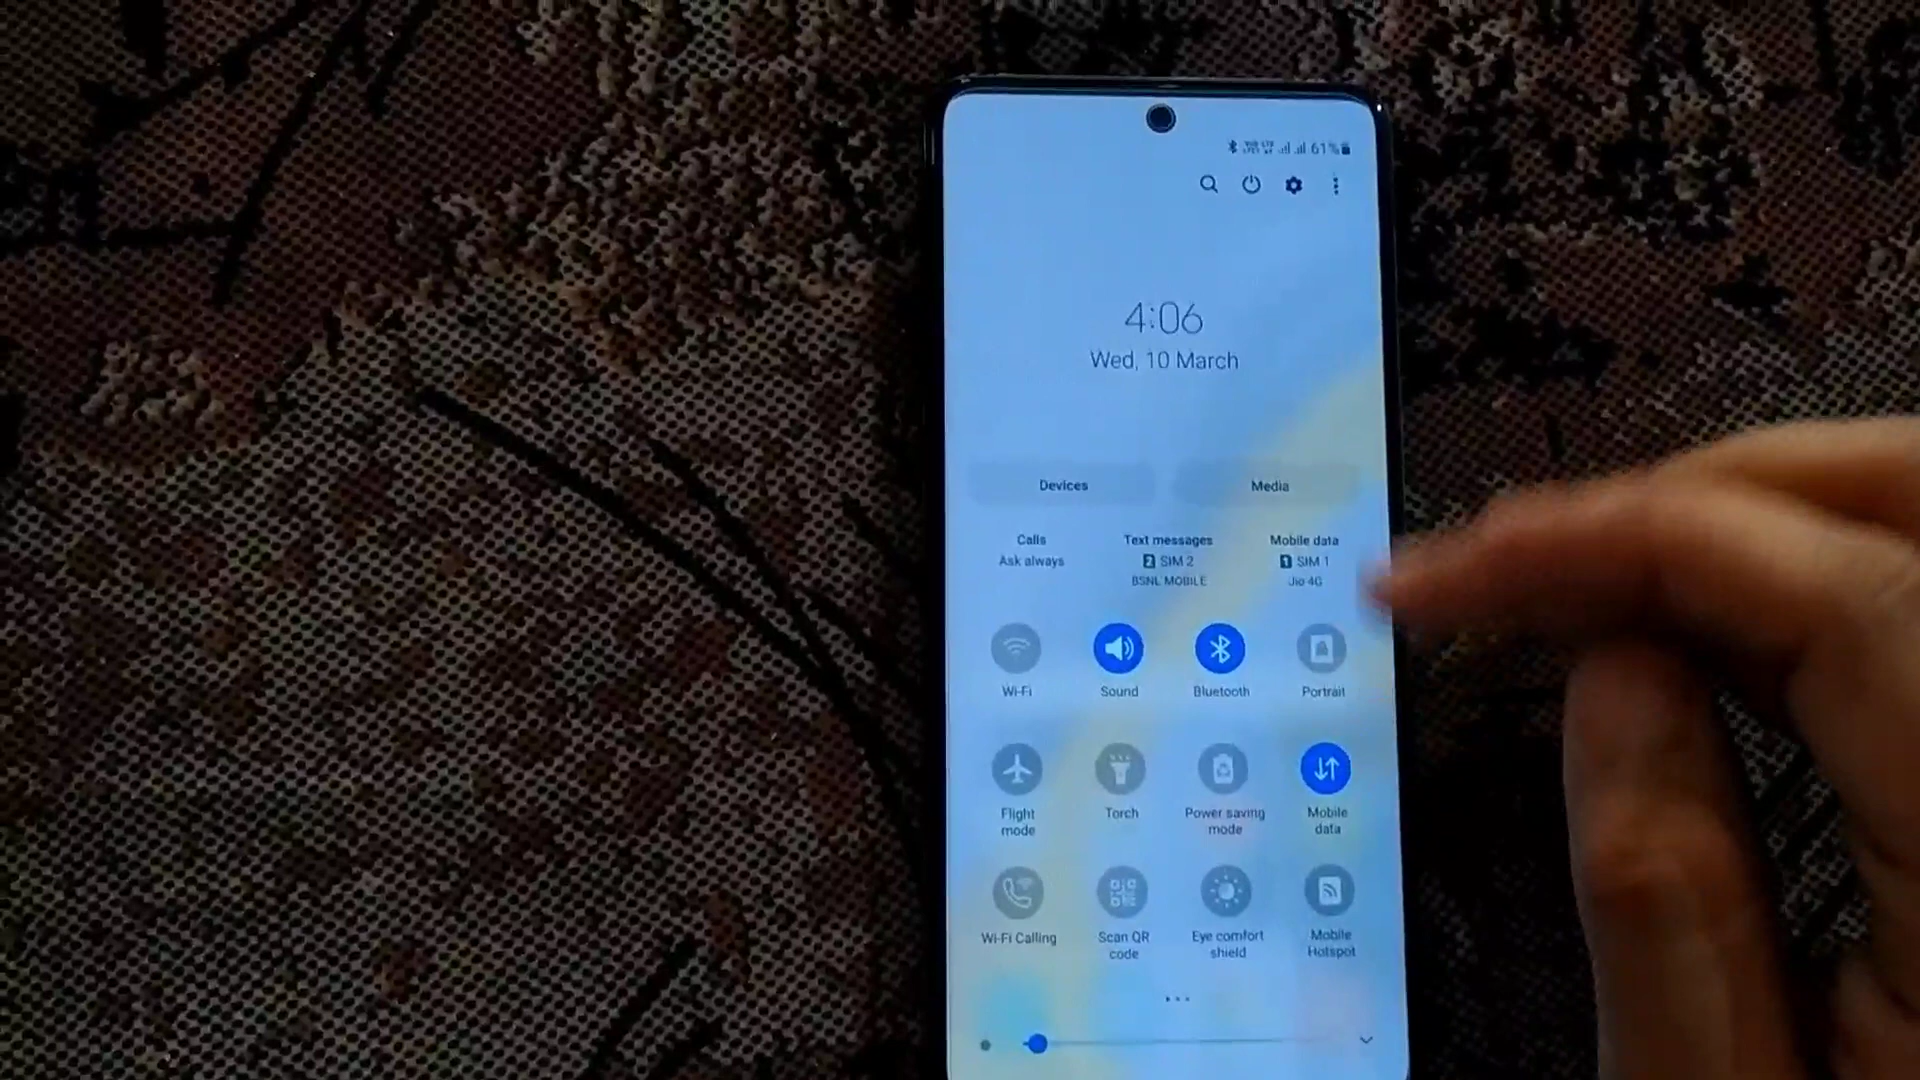 61%
4:06
Wed, 10 March
Devices Media
Calls Text messages Mobile data
Ask always 2 SIM 2 1 SIM 1
BSNL MOBILE Jio 4G
Wi-Fi Sound Bluetooth Portrait
Flight mode Torch Power saving mode Mobile data
Wi-Fi Calling Scan QR code Eye comfort shield Mobile Hotspot